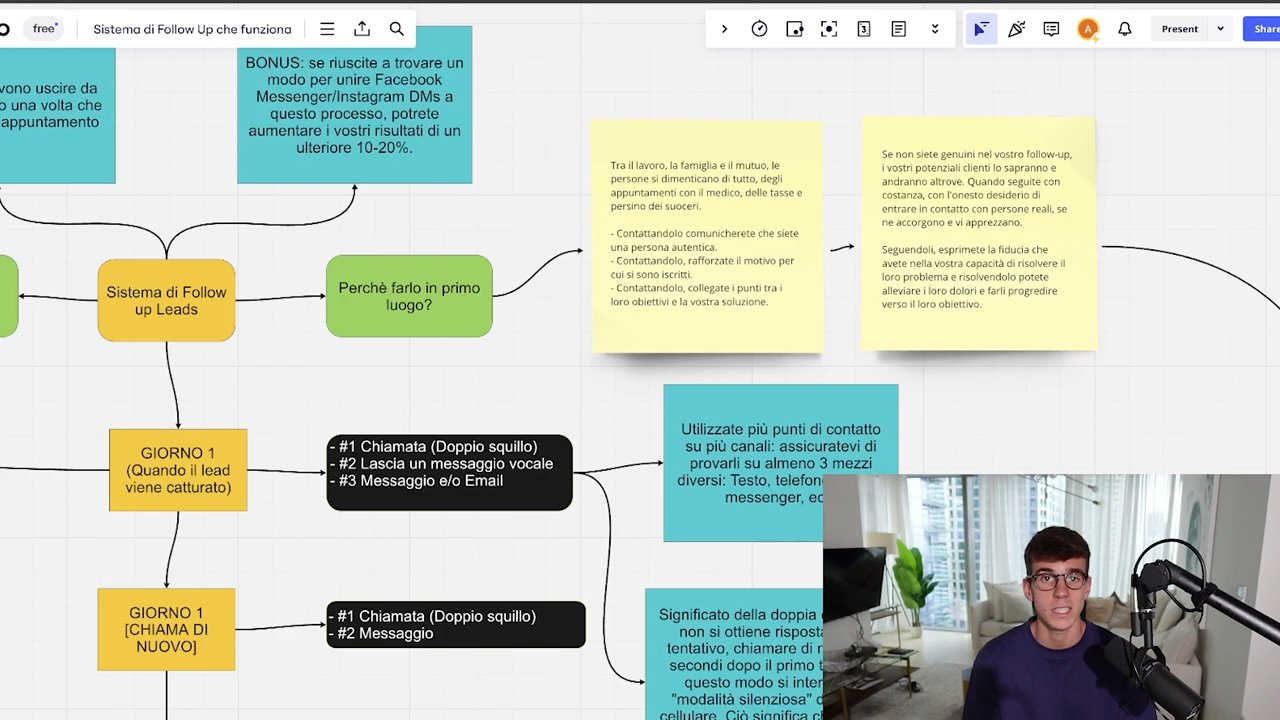 free
Sistema di Follow Up che funziona
3
A
Present
Share
vono uscire da
o una volta che
appuntamento
BONUS: se riuscite a trovare un
modo per unire Facebook
Messenger/Instagram DMs a
questo processo, potrete
aumentare i vostri risultati di un
ulteriore 10-20%.
Tra il lavoro, la famiglia e il mutuo, le
persone si dimenticano di tutto, degli
appuntamenti con il medico, delle tasse e
persino dei suoceri.
- Contattandolo comunicherete che siete
una persona autentica.
- Contattandolo, rafforzate il motivo per
cui si sono iscritti.
- Contattandolo, collegate i punti tra i
loro obiettivi e la vostra soluzione.
Se non siete genuini nel vostro follow-up,
i vostri potenziali clienti lo sapranno e
andranno altrove. Quando seguite con
costanza, con l'onesto desiderio di
entrare in contatto con persone reali, se
ne accorgono e vi apprezzano.
Seguendoli, esprimete la fiducia che
avete nella vostra capacità di risolvere il
loro problema e risolvendolo potete
alleviare i loro dolori e farli progredire
verso il loro obiettivo.
Sistema di Follow
up Leads
Perchè farlo in primo
luogo?
GIORNO 1
(Quando il lead
viene catturato)
- #1 Chiamata (Doppio squillo)
- #2 Lascia un messaggio vocale
- #3 Messaggio e/o Email
Utilizzate più punti di contatto
su più canali: assicuratevi di
provarli su almeno 3 mezzi
diversi: Testo, telefon
messenger, ec
GIORNO 1
[CHIAMA DI
NUOVO]
- #1 Chiamata (Doppio squillo)
- #2 Messaggio
Significato della doppia
non si ottiene rispost
tentativo, chiamare di
secondi dopo il primo
questo modo si inter
"modalità silenziosa"
cellulare. Ciò significa